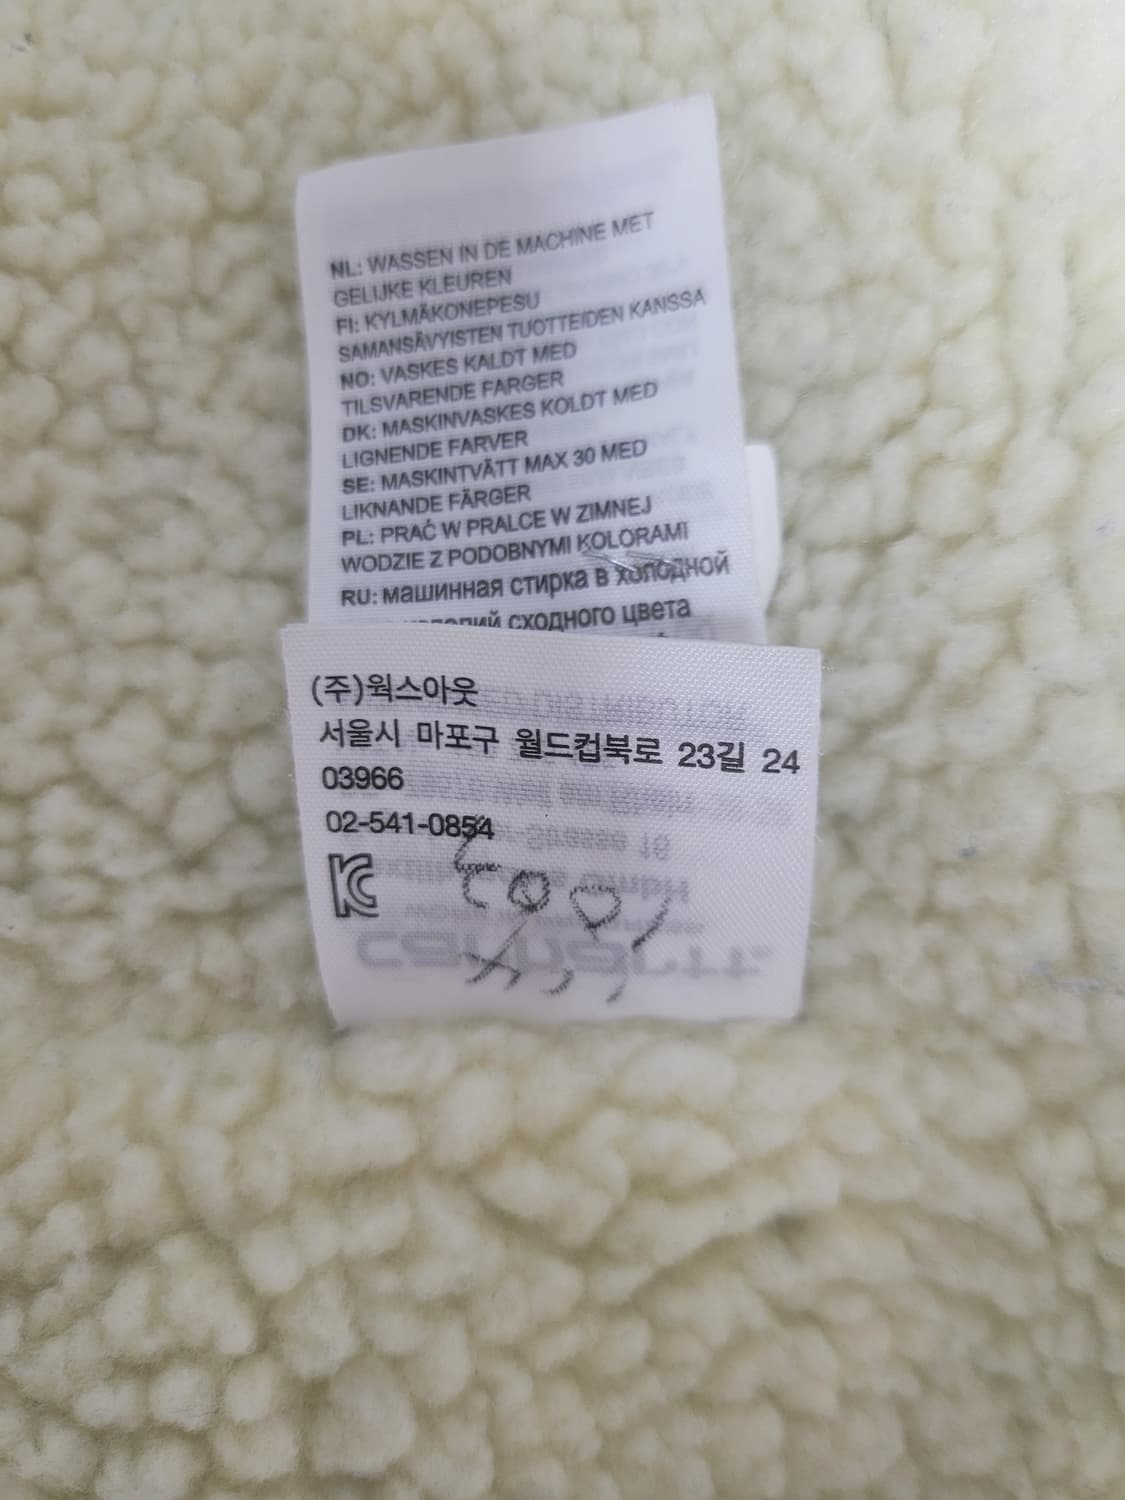 NL: WASSEN IN DE MACHINE MET
GELIJKE KLEUREN
FI: KYLMÄKONEPESU
SAMANSÄVYISTEN TUOTTEIDEN KANSSA
NO: VASKES KALDT MED
TILSVARENDE FARGER
DK: MASKINVASKES KOLDT MED
LIGNENDE FARVER
SE: MASKINTVÄTT MAX 30 MED
LIKNANDE FÄRGER
PL: PRAĆ W PRALCE W ZIMNEJ
WODZIE Z PODOBNYMI KOLORAMI
RU: машинная стирка в холодной
сходного цвета
(주)웍스아웃
서울시 마포구 월드컵북로 23길 24
03966
02-541-0854